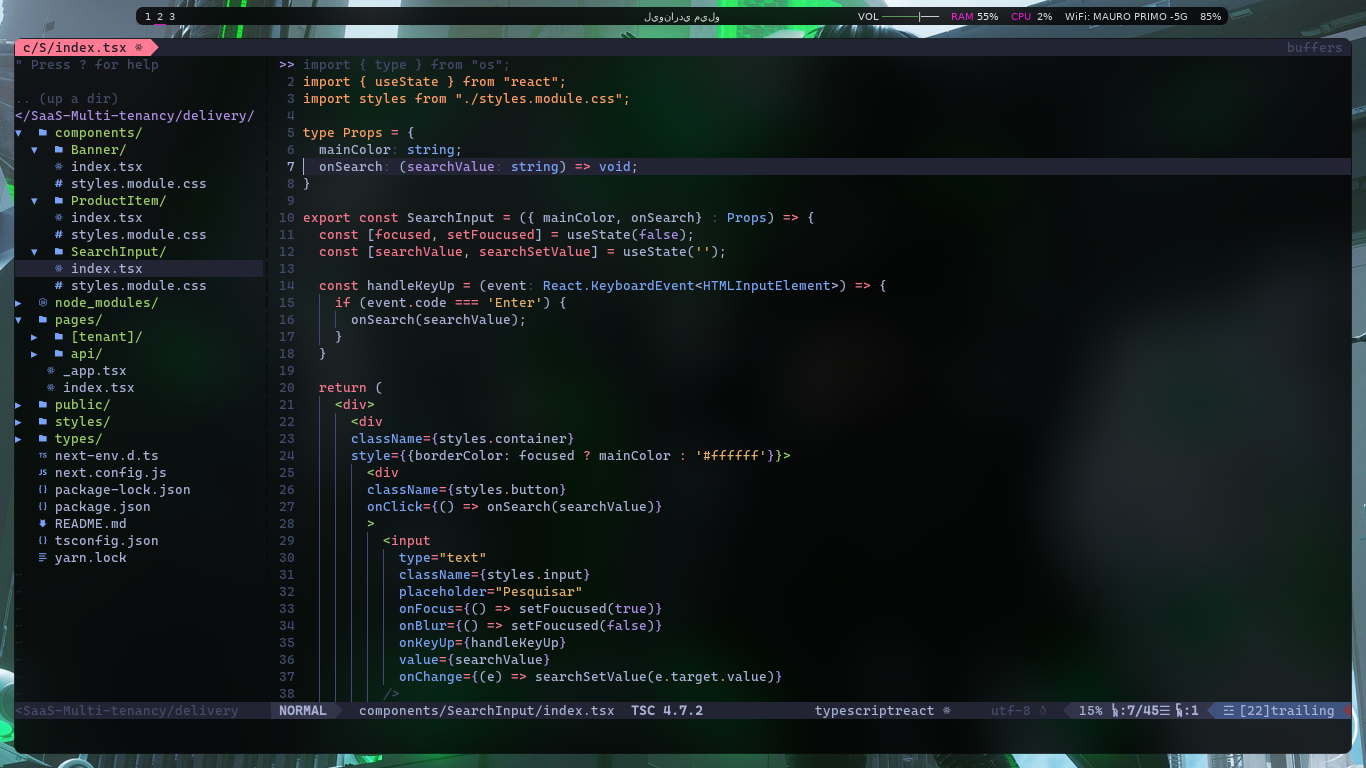 1 2 3
مليو نيدرانويل
VOL RAM 55% CPU 2% WiFi: MAURO PRIMO -5G 85%
c/S/index.tsx
buffers
" Press ? for help
.. (up a dir)
</SaaS-Multi-tenancy/delivery/
▼ components/
▼ Banner/
index.tsx
# styles.module.css
▼ ProductItem/
index.tsx
# styles.module.css
▼ SearchInput/
index.tsx
# styles.module.css
▶ node_modules/
▼ pages/
▶ [tenant]/
▶ api/
_app.tsx
index.tsx
▶ public/
▶ styles/
▶ types/
TS next-env.d.ts
JS next.config.js
{} package-lock.json
{} package.json
README.md
{} tsconfig.json
yarn.lock
<SaaS-Multi-tenancy/delivery
>> import { type } from "os";
2 import { useState } from "react";
3 import styles from "./styles.module.css";
4
5 type Props = {
6 mainColor: string;
7 onSearch: (searchValue: string) => void;
8 }
9
10 export const SearchInput = ({ mainColor, onSearch} : Props) => {
11 const [focused, setFoucused] = useState(false);
12 const [searchValue, searchSetValue] = useState('');
13
14 const handleKeyUp = (event: React.KeyboardEvent<HTMLInputElement>) => {
15 if (event.code === 'Enter') {
16 onSearch(searchValue);
17 }
18 }
19
20 return (
21 <div>
22 <div
23 className={styles.container}
24 style={{borderColor: focused ? mainColor : '#ffffff'}}>
25 <div
26 className={styles.button}
27 onClick={() => onSearch(searchValue)}
28 >
29 <input
30 type="text"
31 className={styles.input}
32 placeholder="Pesquisar"
33 onFocus={() => setFoucused(true)}
34 onBlur={() => setFoucused(false)}
35 onKeyUp={handleKeyUp}
36 value={searchValue}
37 onChange={(e) => searchSetValue(e.target.value)}
38 />
NORMAL components/SearchInput/index.tsx TSC 4.7.2 typescriptreact utf-8 15% :7/45 :1 [22]trailing